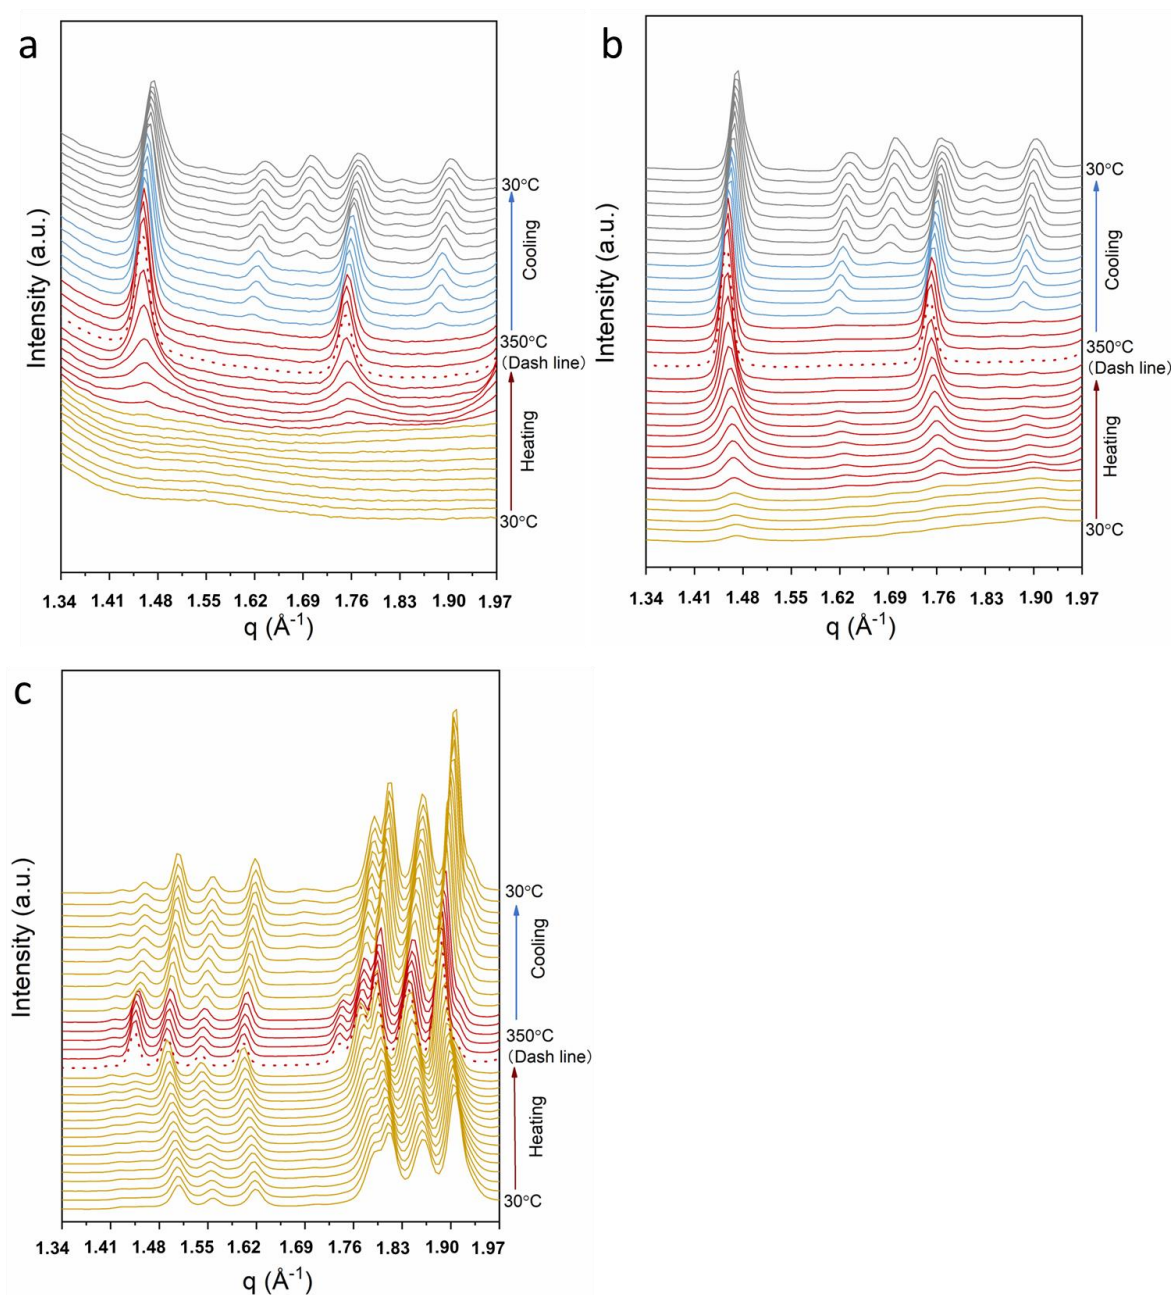 a
Intensity (a.u.)
30°C
Cooling
350°C
(Dash line)
Heating
30°C
1.34 1.41 1.48 1.55 1.62 1.69 1.76 1.83 1.90 1.97
q (Å⁻¹)
b
Intensity (a.u.)
30°C
Cooling
350°C
(Dash line)
Heating
30°C
1.34 1.41 1.48 1.55 1.62 1.69 1.76 1.83 1.90 1.97
q (Å⁻¹)
c
Intensity (a.u.)
30°C
Cooling
350°C
(Dash line)
Heating
30°C
1.34 1.41 1.48 1.55 1.62 1.69 1.76 1.83 1.90 1.97
q (Å⁻¹)